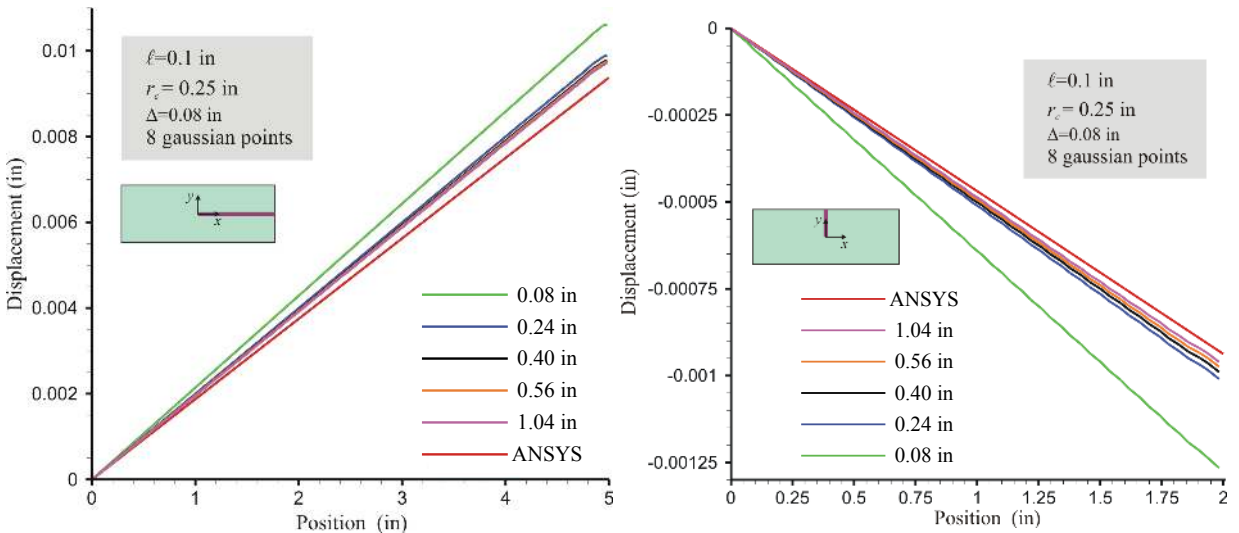 0.01
0.008
0.006
0.004
0.002
0
Displacement (in)
ℓ=0.1 in
r_c= 0.25 in
Δ=0.08 in
8 gaussian points
y
x
0.08 in
0.24 in
0.40 in
0.56 in
1.04 in
ANSYS
0 1 2 3 4 5
Position (in)
0
-0.00025
-0.0005
-0.00075
-0.001
-0.00125
Displacement (in)
ℓ=0.1 in
r_c= 0.25 in
Δ=0.08 in
8 gaussian points
y
x
ANSYS
1.04 in
0.56 in
0.40 in
0.24 in
0.08 in
0 0.25 0.5 0.75 1 1.25 1.5 1.75 2
Position (in)